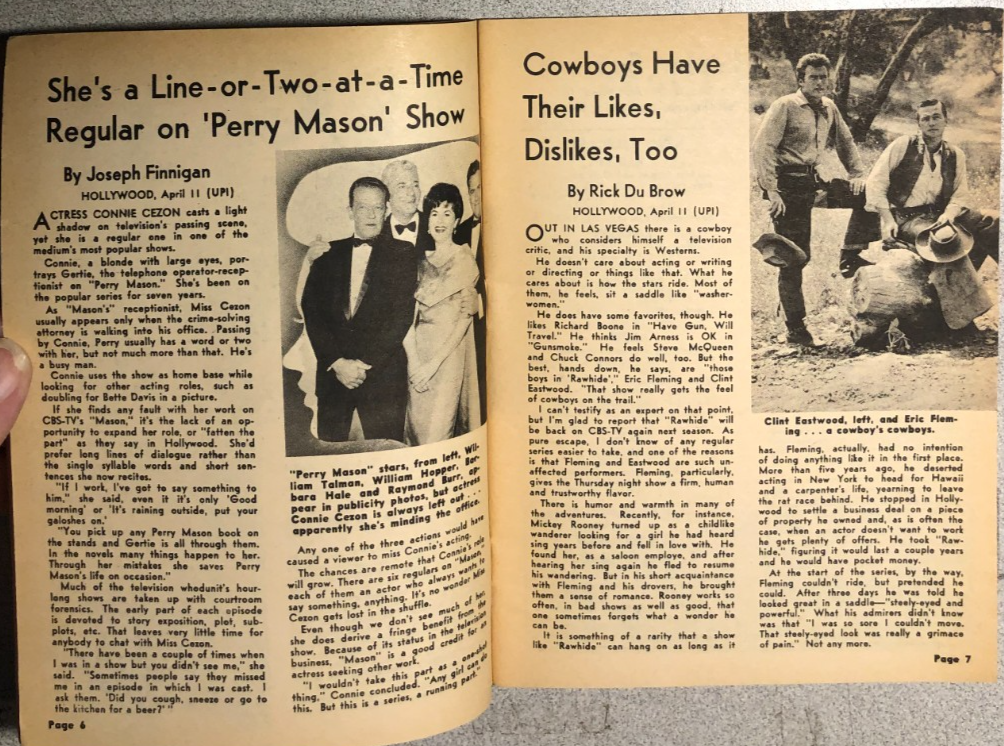 She's a Line-or-Two-at-a-Time
Regular on 'Perry Mason' Show
By Joseph Finnigan
HOLLYWOOD, April 11 (UPI)
ACTRESS CONNIE CEZON casts a light
shadow on television's passing scene,
yet she is a regular one in one of the
medium's most popular shows.
Connie, a blonde with large eyes, por-
trays Gertie, the telephone operator-recep-
tionist on "Perry Mason." She's been on
the popular series for seven years.
As "Mason's" receptionist, Miss Cezon
usually appears only when the crime-solving
attorney is walking into his office. Passing
by Connie, Perry usually has a word or two
with her, but not much more than that. He's
a busy man.
Connie uses the show as home base while
looking for other acting roles, such as
doubling for Bette Davis in a picture.
If she finds any fault with her work on
CBS-TV's "Mason," it's the lack of an op-
portunity to expand her role, or "fatten the
part" as they say in Hollywood. She'd
prefer long lines of dialogue rather than
the single syllable words and short sen-
tences she now recites.
"If I work, I've got to say something to
him," she said, even it it's only 'Good
morning' or 'It's raining outside, put your
galoshes on.'
"You pick up any Perry Mason book on
the stands and Gertie is all through them.
In the novels many things happen to her.
Through her mistakes she saves Perry
Mason's life on occasion."
Much of the television whodunit's hour-
long shows are taken up with courtroom
forensics. The early part of each episode
is devoted to story exposition, plot, sub-
plots, etc. That leaves very little time for
anybody to chat with Miss Cezon.
"There have been a couple of times when
I was in a show but you didn't see me," she
said. "Sometimes people say they missed
me in an episode in which I was cast. I
ask them. 'Did you cough, sneeze or go to
the kitchen for a beer?' "
Page 6
"Perry Mason" stars, from left, Wil-
liam Talman, William Hopper, Bar-
bara Hale and Raymond Burr, ap-
pear in publicity photos, but actress
Connie Cezon is always left out . . .
apparently she's minding the office.
Any one of the three actions would have
caused a viewer to miss Connie's acting.
The chances are remote that Connie's role
will grow. There are six regulars on "Mason,"
each of them an actor who always wants to
say something, anything. It's no wonder Miss
Cezon gets lost in the shuffle.
Even though we don't see much of her,
she does derive a fringe benefit from the
show. Because of its status in the television
business, "Mason" is a good credit for an
actress seeking other work.
"I wouldn't take this part as a one-shot
thing," Connie concluded. "Any girl can do
this. But this is a series, a running part."
Cowboys Have
Their Likes,
Dislikes, Too
By Rick Du Brow
HOLLYWOOD, April 11 (UPI)
OUT IN LAS VEGAS there is a cowboy
who considers himself a television
critic, and his specialty is Westerns.
He doesn't care about acting or writing
or directing or things like that. What he
cares about is how the stars ride. Most of
them, he feels, sit a saddle like "washer-
women."
He does have some favorites, though. He
likes Richard Boone in "Have Gun, Will
Travel." He thinks Jim Arness is OK in
"Gunsmoke." He feels Steve McQueen
and Chuck Connors do well, too. But the
best, hands down, he says, are "those
boys in 'Rawhide,' Eric Fleming and Clint
Eastwood. "That show really gets the feel
of cowboys on the trail."
I can't testify as an expert on that point,
but I'm glad to report that "Rawhide" will
be back on CBS-TV again next season. As
pure escape, I don't know of any regular
series easier to take, and one of the reasons
is that Fleming and Eastwood are such un-
affected performers. Fleming, particularly,
gives the Thursday night show a firm, human
and trustworthy flavor.
There is humor and warmth in many of
the adventures. Recently, for instance,
Mickey Rooney turned up as a childlike
wanderer looking for a girl he had heard
sing years before and fell in love with. He
found her, as a saloon employe, and after
hearing her sing again he fled to resume
his wandering. But in his short acquaintance
with Fleming and his drovers, he brought
them a sense of romance. Rooney works so
often, in bad shows as well as good, that
one sometimes forgets what a wonder he
can be.
It is something of a rarity that a show
like "Rawhide" can hang on as long as it
Clint Eastwood, left, and Eric Flem-
ing . . . a cowboy's cowboys.
has. Fleming, actually, had no intention
of doing anything like it in the first place.
More than five years ago, he deserted
acting in New York to head for Hawaii
and a carpenter's life, yearning to leave
the rat race behind. He stopped in Holly-
wood to settle a business deal on a piece
of property he owned and, as is often the
case, when an actor doesn't want to work
he gets plenty of offers. He took "Raw-
hide," figuring it would last a couple years
and he would have pocket money.
At the start of the series, by the way,
Fleming couldn't ride, but pretended he
could. After three days he was told he
looked great in a saddle—"steely-eyed and
powerful." What his admirers didn't know
was that "I was so sore I couldn't move.
That steely-eyed look was really a grimace
of pain." Not any more.
Page 7